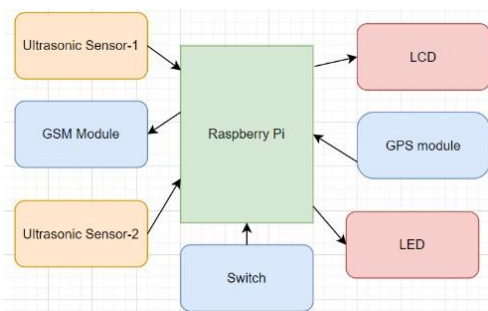 Ultrasonic Sensor-1
LCD
GSM Module
Raspberry Pi
GPS module
Ultrasonic Sensor-2
LED
Switch